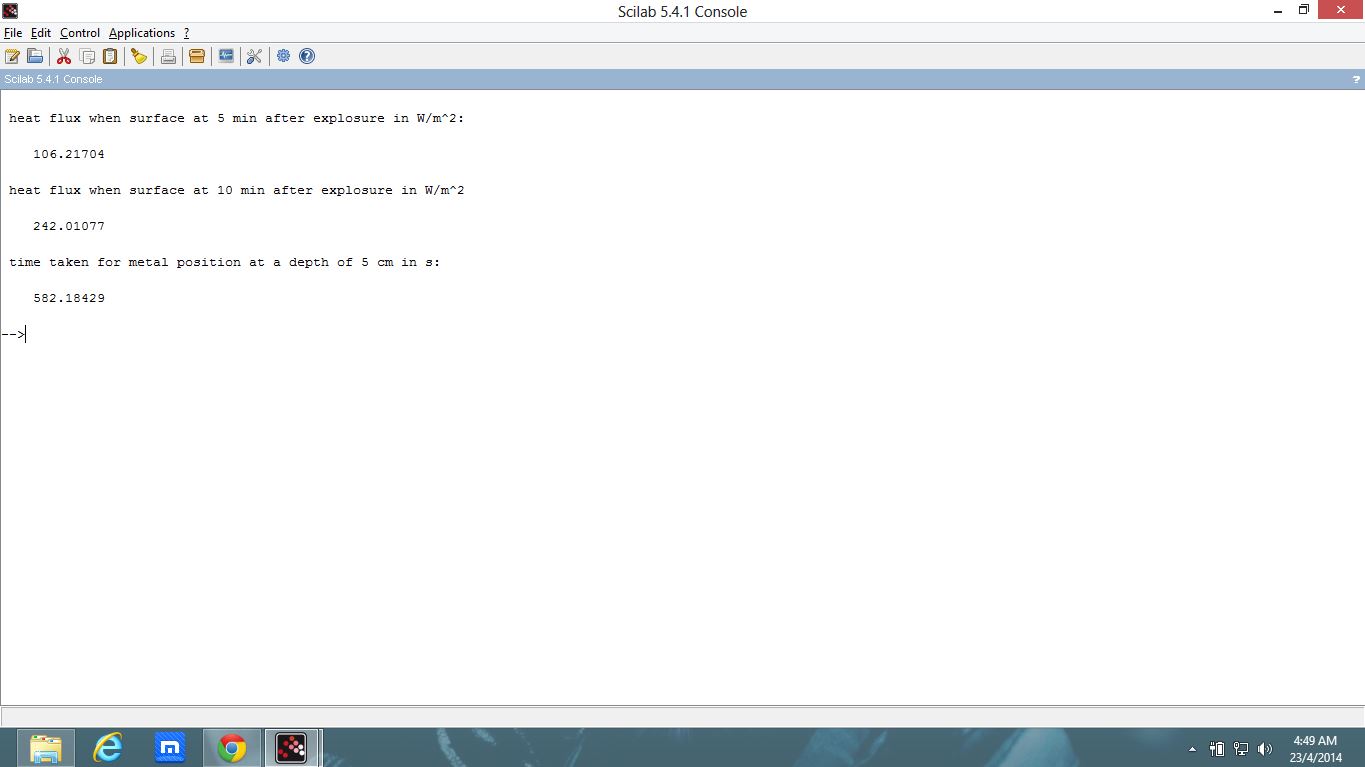 Scilab 5.4.1 Console
File Edit Control Applications ?
Scilab 5.4.1 Console ?
heat flux when surface at 5 min after explosure in W/m^2:
106.21704
heat flux when surface at 10 min after explosure in W/m^2
242.01077
time taken for metal position at a depth of 5 cm in s:
582.18429
-->
4:49 AM
23/4/2014